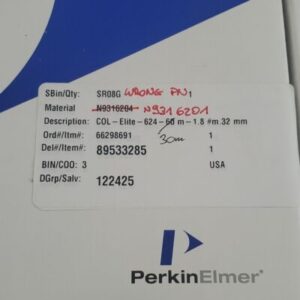 SBin/Qty: SR08G WRONG PN 1
Material N9316204 N9316201
Description: COL-Elite-624-60 m-1.8 #m.32 mm
30m
Ord#/Itm#: 66298691 1
Del#/Itm#: 89533285 1
BIN/COO: 3 USA
DGrp/Salv: 122425
PerkinElmer